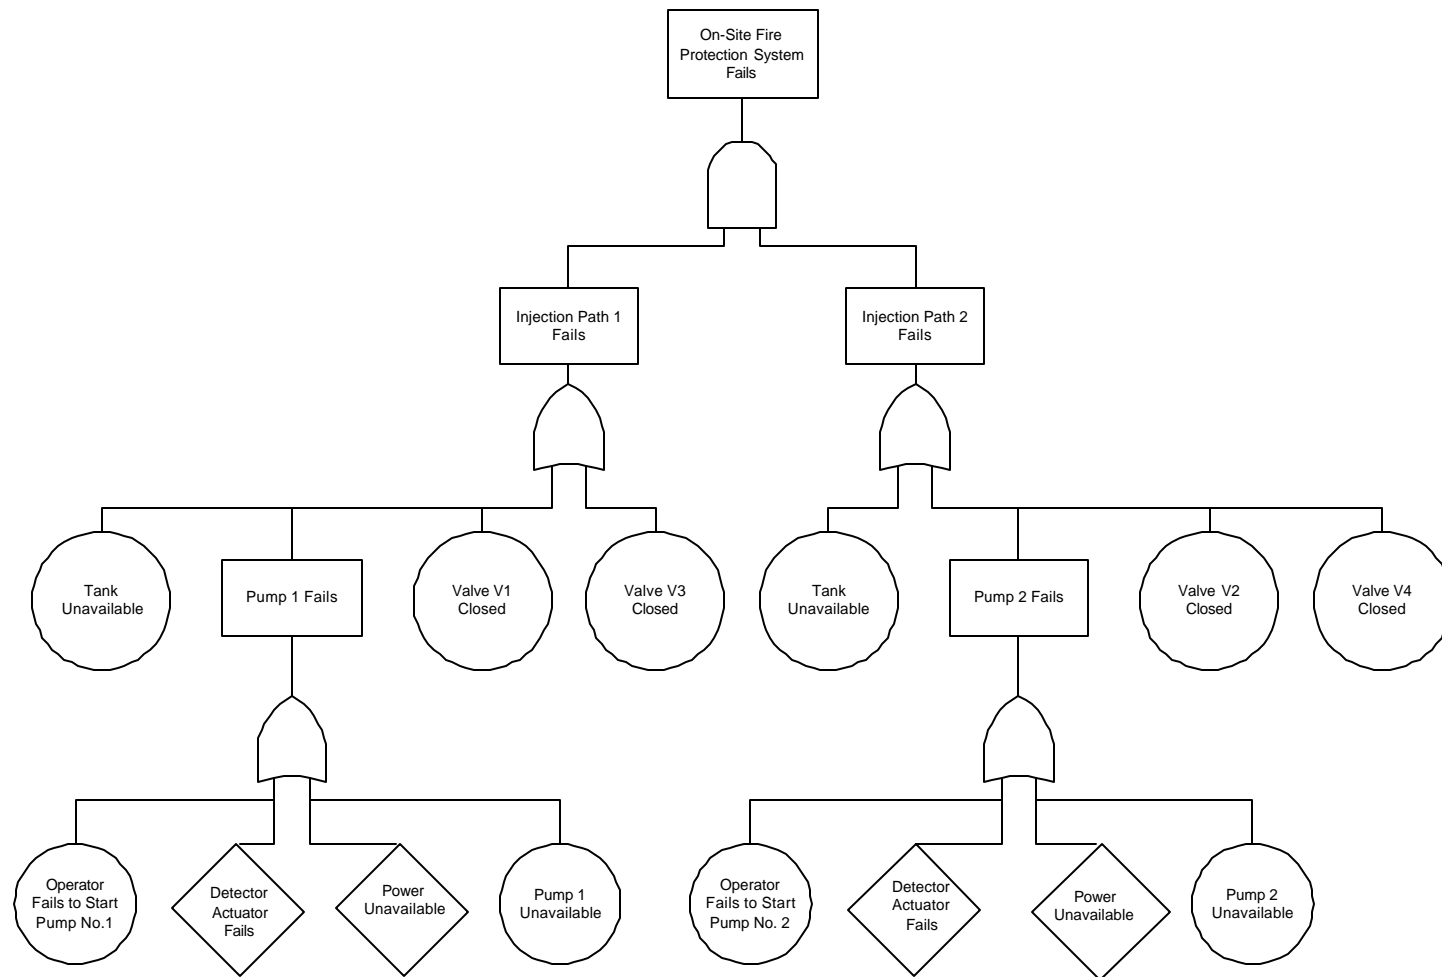 On-Site Fire
Protection System
Fails
Injection Path 1
Fails
Injection Path 2
Fails
Tank
Unavailable
Pump 1 Fails
Valve V1
Closed
Valve V3
Closed
Tank
Unavailable
Pump 2 Fails
Valve V2
Closed
Valve V4
Closed
Operator
Fails to Start
Pump No.1
Detector
Actuator
Fails
Power
Unavailable
Pump 1
Unavailable
Operator
Fails to Start
Pump No. 2
Detector
Actuator
Fails
Power
Unavailable
Pump 2
Unavailable